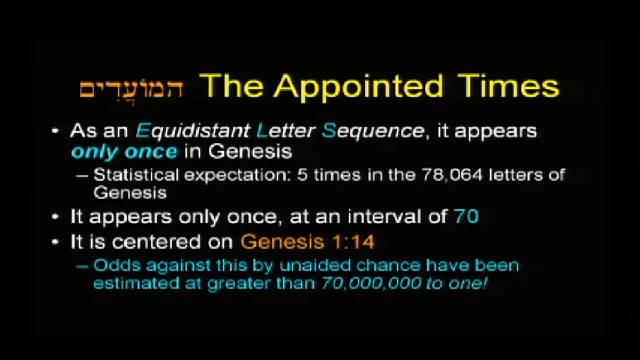 הַמּוֹעֲדִים The Appointed Times
• As an Equidistant Letter Sequence, it appears
only once in Genesis
– Statistical expectation: 5 times in the 78,064 letters of
Genesis
• It appears only once, at an interval of 70
• It is centered on Genesis 1:14
– Odds against this by unaided chance have been
estimated at greater than 70,000,000 to one!